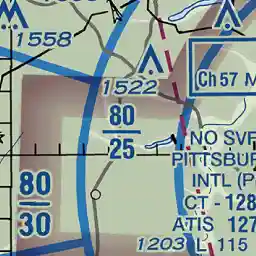 1558
1522
Ch 57 M
80
25
NO SVF
PITTSBUR
INTL (P
CT - 128
ATIS 127
80
30
1203 L 115